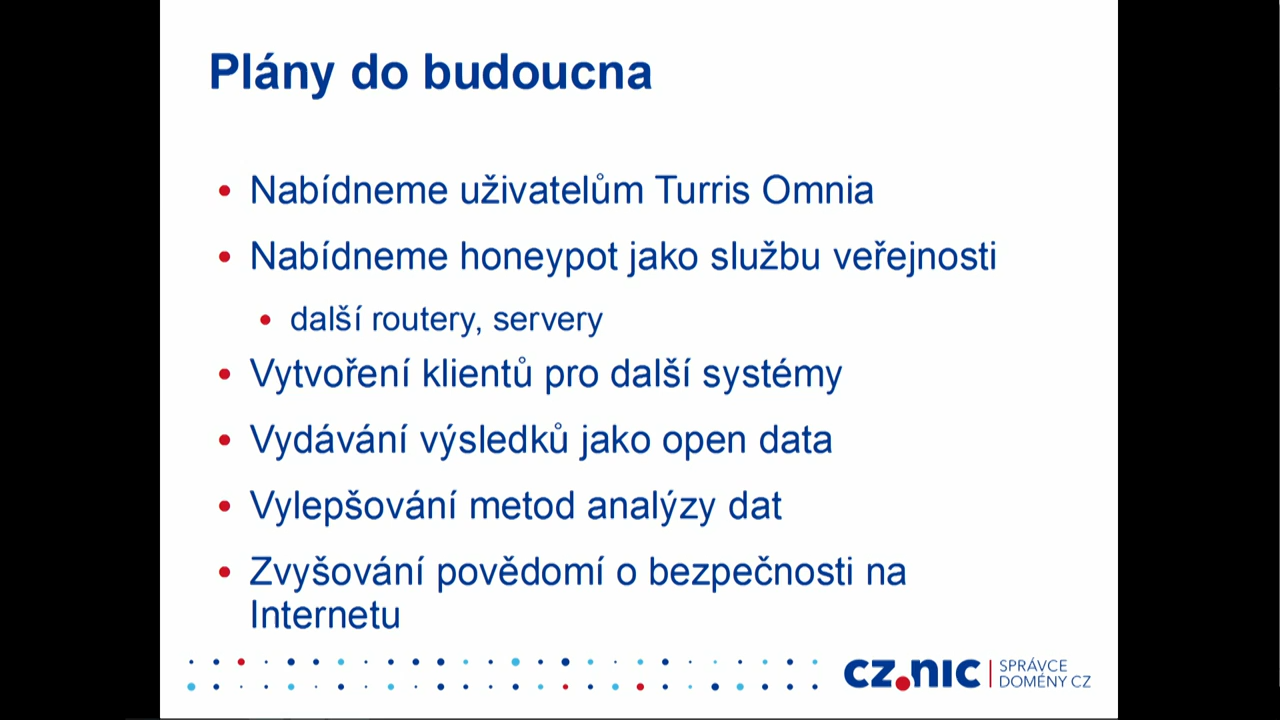 Plány do budoucna
Nabídneme uživatelům Turris Omnia
Nabídneme honeypot jako službu veřejnosti
další routery, servery
Vytvoření klientů pro další systémy
Vydávání výsledků jako open data
Vylepšování metod analýzy dat
Zvyšování povědomí o bezpečnosti na
Internetu
CZ.NIC
SPRÁVCE
DOMÉNY CZ